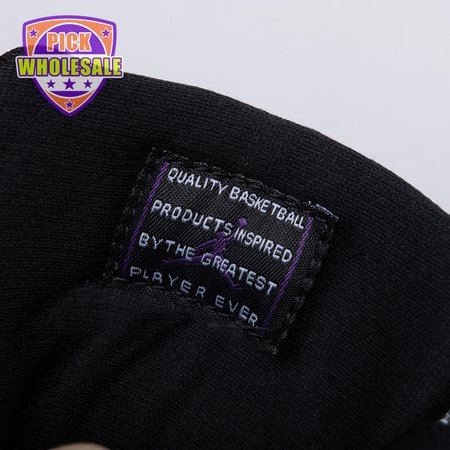 PICK
WHOLESALE
QUALITY BASKETBALL
PRODUCTS INSPIRED
BY THE GREATEST
PLAYER EVER